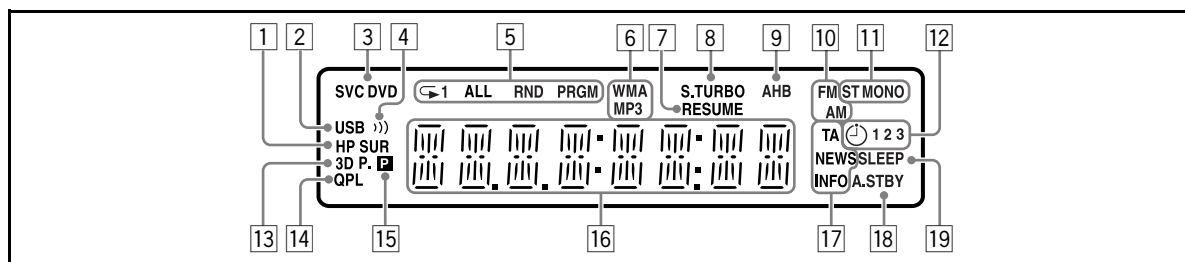 1 2 3 4 5 6 7 8 9 10 11 12
SVC DVD 1 ALL RND PRGM WMA S.TURBO AHB FM ST MONO
MP3 RESUME AM
USB TA 1 2 3
HP SUR
3D P. P NEWS SLEEP
QPL INFO A.STBY
13 14 15 16 17 18 19